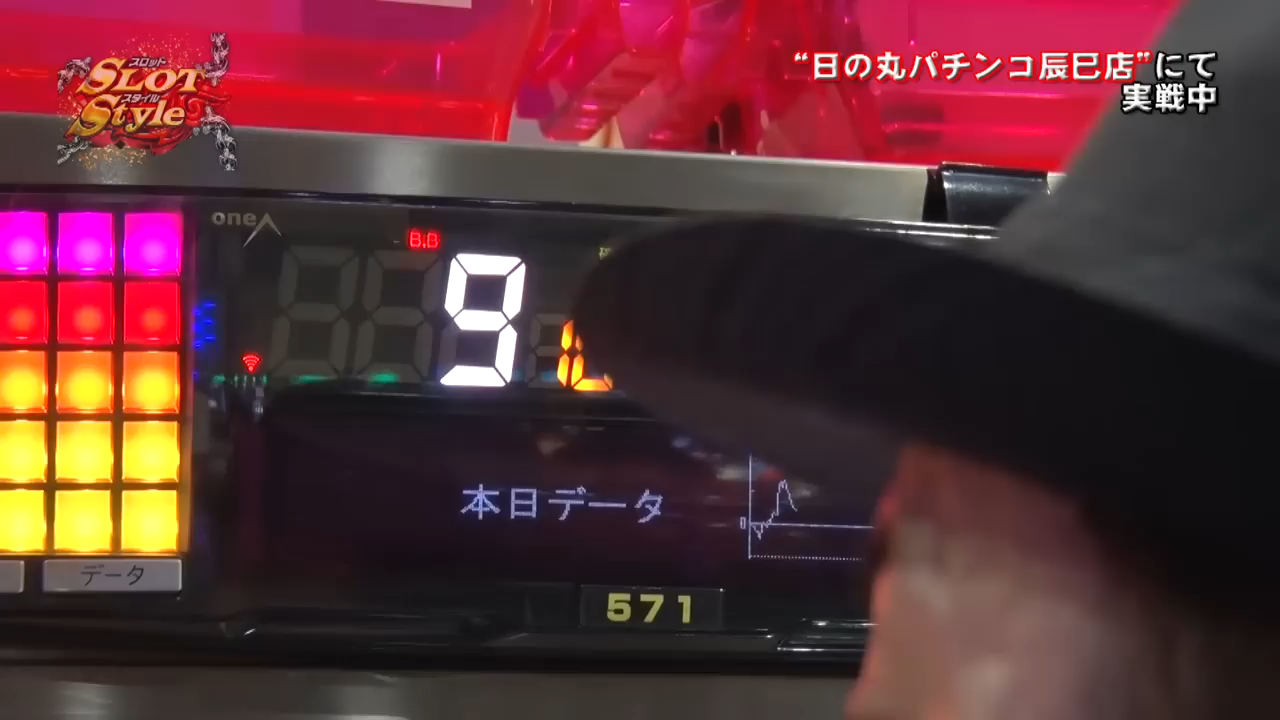 スロット
SLOT
スタイル
Style
“日の丸パチンコ辰巳店”にて
実戦中
one
B.B
9
本日データ
0
データ
571